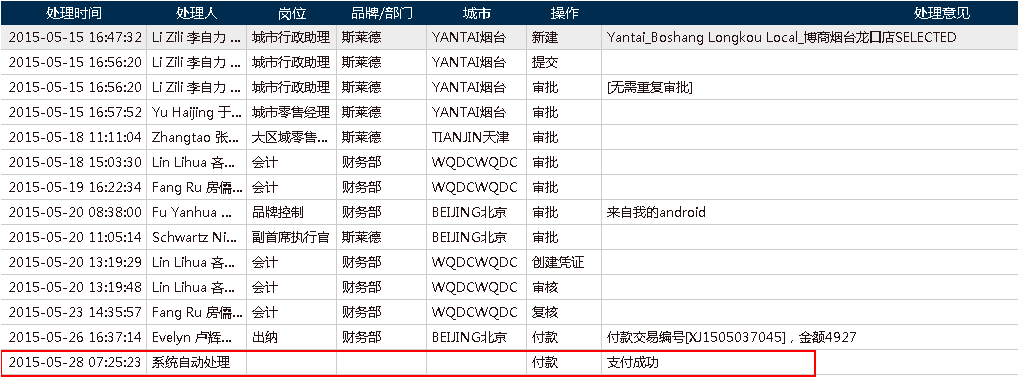 处理时间 处理人 岗位 品牌/部门 城市 操作 处理意见
2015-05-15 16:47:32 Li Zili 李自力 ... 城市行政助理 斯莱德 YANTAI烟台 新建 Yantai_Boshang Longkou Local_博商烟台龙口店SELECTED
2015-05-15 16:56:20 Li Zili 李自力 ... 城市行政助理 斯莱德 YANTAI烟台 提交
2015-05-15 16:56:20 Li Zili 李自力 ... 城市行政助理 斯莱德 YANTAI烟台 审批 [无需重复审批]
2015-05-15 16:57:52 Yu Haijing 于... 城市零售经理 斯莱德 YANTAI烟台 审批
2015-05-18 11:11:04 Zhangtao 张... 大区域零售... 斯莱德 TIANJIN天津 审批
2015-05-18 15:03:30 Lin Lihua 吝... 会计 财务部 WQDCWQDC 审批
2015-05-19 16:22:34 Fang Ru 房儒... 会计 财务部 WQDCWQDC 审批
2015-05-20 08:38:00 Fu Yanhua ... 品牌控制 财务部 BEIJING北京 审批 来自我的android
2015-05-20 11:05:14 Schwartz Ni... 副首席执行官 斯莱德 BEIJING北京 审批
2015-05-20 13:19:29 Lin Lihua 吝... 会计 财务部 WQDCWQDC 创建凭证
2015-05-20 13:19:48 Lin Lihua 吝... 会计 财务部 WQDCWQDC 审核
2015-05-23 14:35:57 Fang Ru 房儒... 会计 财务部 WQDCWQDC 复核
2015-05-26 16:37:14 Evelyn 卢辉... 出纳 财务部 BEIJING北京 付款 付款交易编号[XJ1505037045]，金额4927
2015-05-28 07:25:23 系统自动处理 付款 支付成功